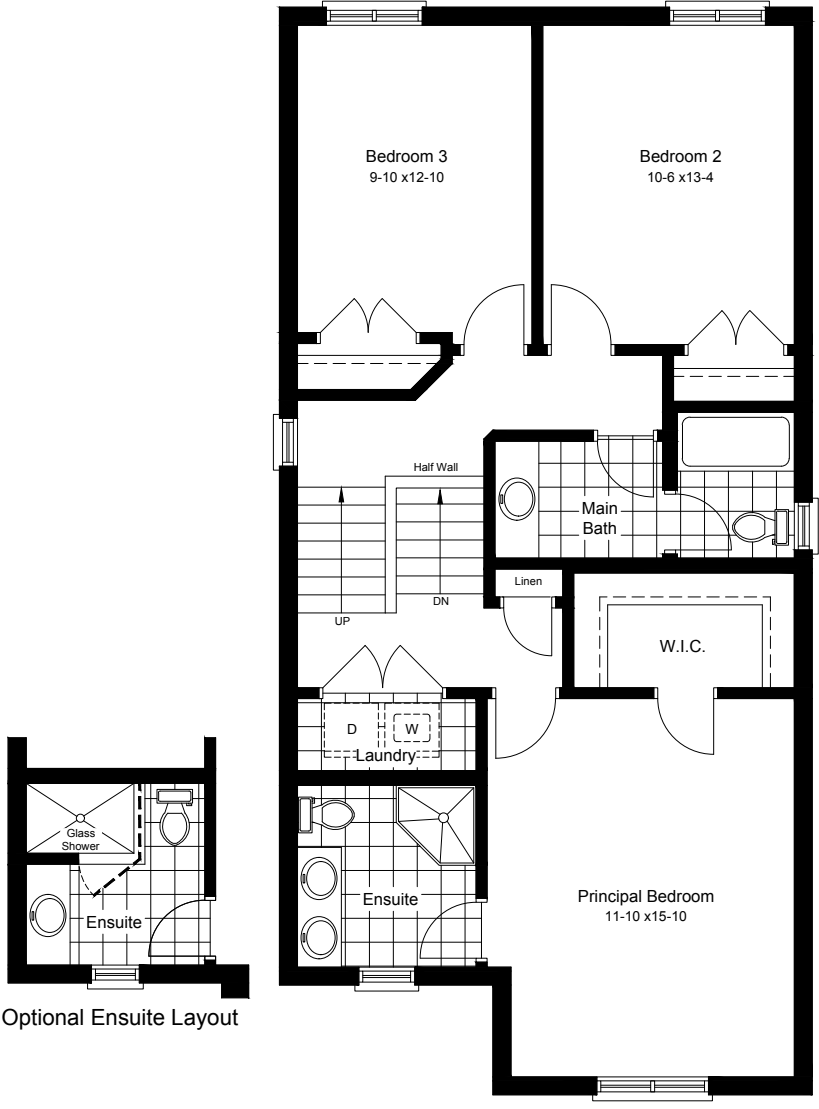 Bedroom 3
9-10 x12-10
Bedroom 2
10-6 x13-4
Half Wall
Main
Bath
Linen
DN
UP
W.I.C.
D
W
Laundry
Glass
Shower
Ensuite
Ensuite
Principal Bedroom
11-10 x15-10
Optional Ensuite Layout